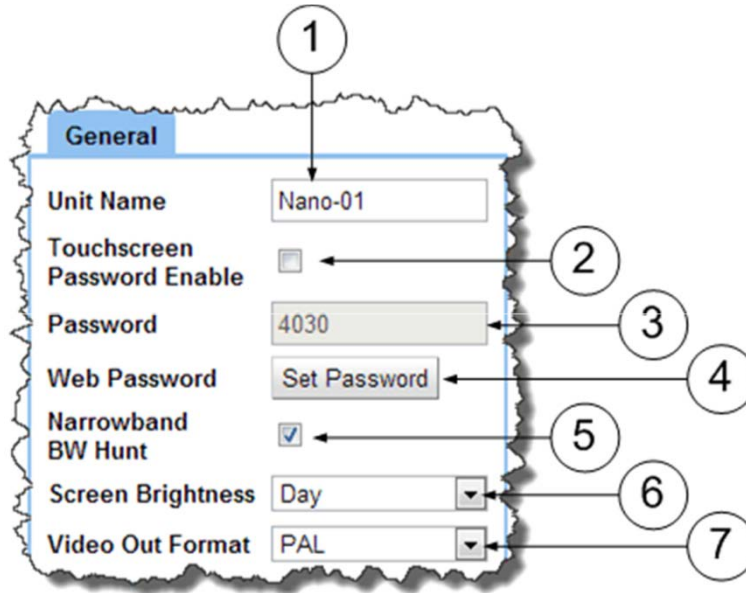 1
General
Unit Name Nano-01
Touchscreen
Password Enable
2
Password 4030
3
Web Password Set Password
4
Narrowband
BW Hunt
5
Screen Brightness Day
6
Video Out Format PAL
7